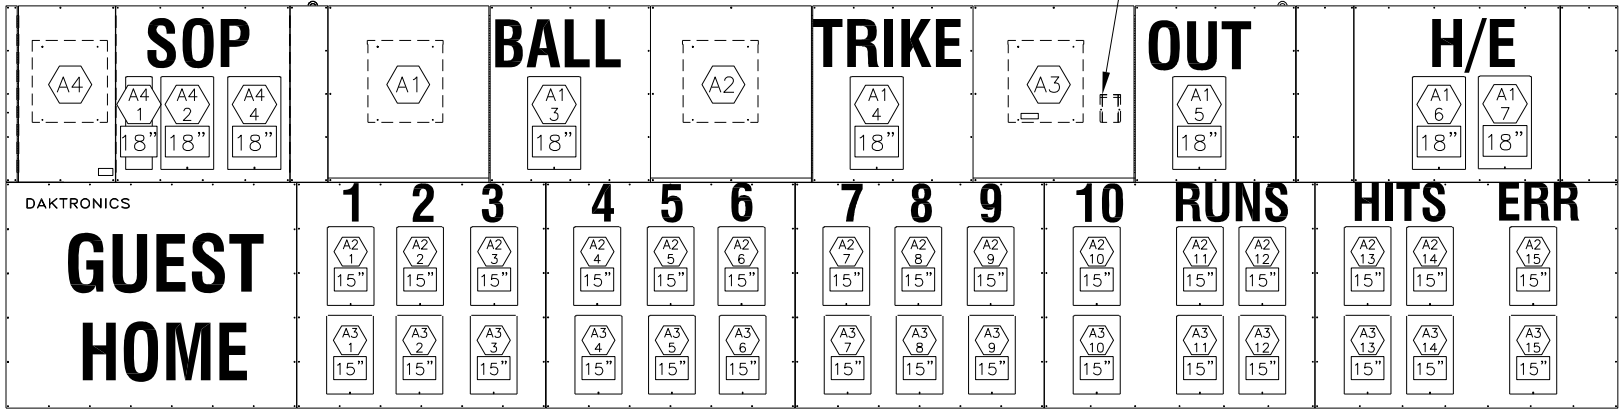 SOP BALL TRIKE OUT H/E
A4 A4 A4 A4 A1 A1 A2 A1 A3 A1 A1 A1
1 2 4 3 4 5 6 7
18" 18" 18" 18" 18" 18" 18" 18"
1 2 3 4 5 6 7 8 9 10 RUNS HITS ERR
DAKTRONICS
GUEST
A2 A2 A2 A2 A2 A2 A2 A2 A2 A2 A2 A2 A2 A2 A2
1 2 3 4 5 6 7 8 9 10 11 12 13 14 15
15" 15" 15" 15" 15" 15" 15" 15" 15" 15" 15" 15" 15" 15" 15"
HOME
A3 A3 A3 A3 A3 A3 A3 A3 A3 A3 A3 A3 A3 A3 A3
1 2 3 4 5 6 7 8 9 10 11 12 13 14 15
15" 15" 15" 15" 15" 15" 15" 15" 15" 15" 15" 15" 15" 15" 15"